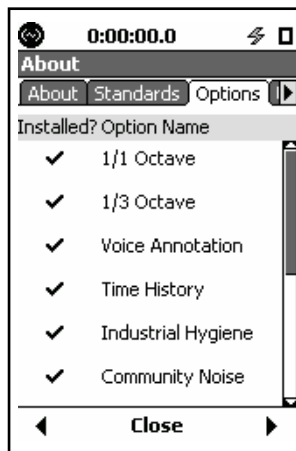 0:00:00.0
About
About Standards Options
Installed? Option Name
✓ 1/1 Octave
✓ 1/3 Octave
✓ Voice Annotation
✓ Time History
✓ Industrial Hygiene
✓ Community Noise
Close